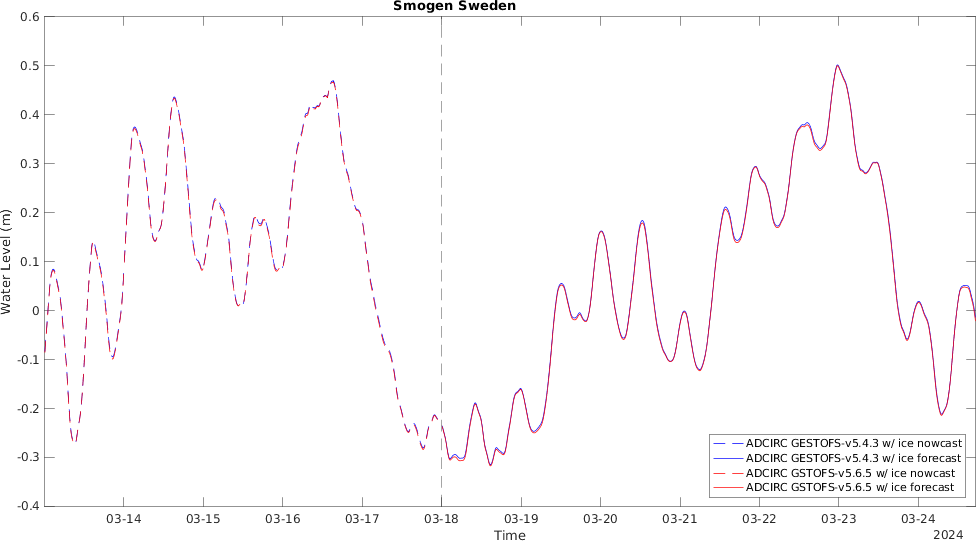 Smogen Sweden
0.6
0.5
0.4
0.3
0.2
0.1
0
-0.1
-0.2
-0.3
-0.4
Water Level (m)
ADCIRC GESTOFS-v5.4.3 w/ ice nowcast
ADCIRC GESTOFS-v5.4.3 w/ ice forecast
ADCIRC GSTOFS-v5.6.5 w/ ice nowcast
ADCIRC GSTOFS-v5.6.5 w/ ice forecast
03-14 03-15 03-16 03-17 03-18 03-19 03-20 03-21 03-22 03-23 03-24
Time
2024